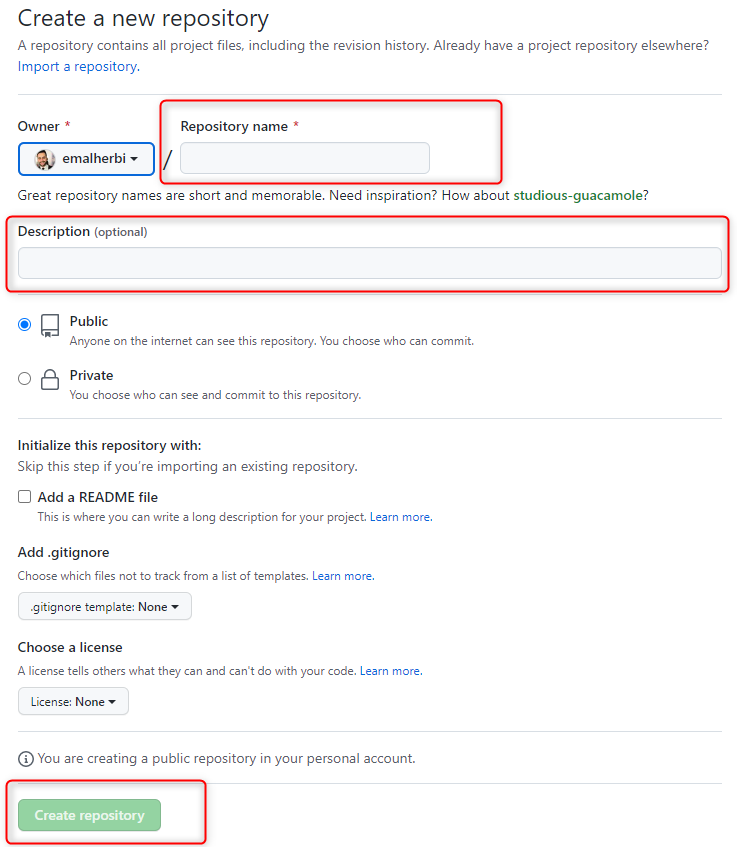 Create a new repository
A repository contains all project files, including the revision history. Already have a project repository elsewhere?
Import a repository.
Owner *
Repository name *
emalherbi
/
Great repository names are short and memorable. Need inspiration? How about studious-guacamole?
Description (optional)
Public
Anyone on the internet can see this repository. You choose who can commit.
Private
You choose who can see and commit to this repository.
Initialize this repository with:
Skip this step if you're importing an existing repository.
Add a README file
This is where you can write a long description for your project. Learn more.
Add .gitignore
Choose which files not to track from a list of templates. Learn more.
.gitignore template: None
Choose a license
A license tells others what they can and can't do with your code. Learn more.
License: None
You are creating a public repository in your personal account.
Create repository